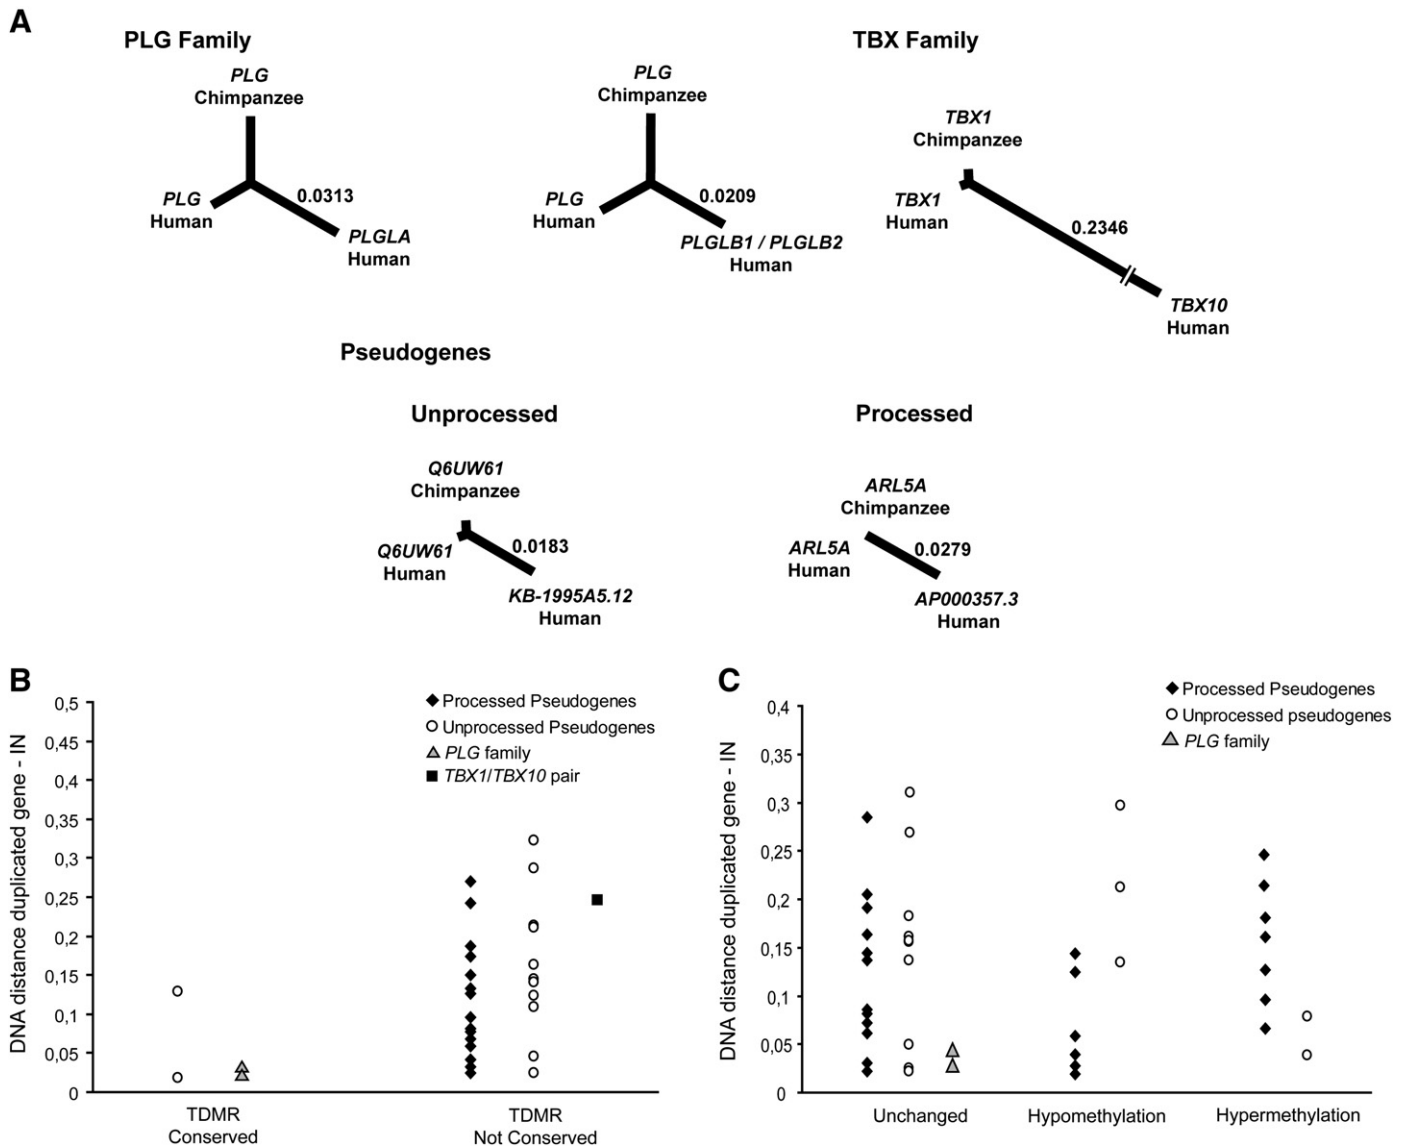 A
PLG Family
TBX Family
PLG
Chimpanzee
PLG
Human
0.0313
PLGLA
Human
PLG
Chimpanzee
PLG
Human
0.0209
PLGLB1 / PLGLB2
Human
TBX1
Chimpanzee
TBX1
Human
0.2346
TBX10
Human
Pseudogenes
Unprocessed
Processed
Q6UW61
Chimpanzee
Q6UW61
Human
0.0183
KB-1995A5.12
Human
ARL5A
Chimpanzee
ARL5A
Human
0.0279
AP000357.3
Human
B
DNA distance duplicated gene - IN
0,5
0,45
0,4
0,35
0,3
0,25
0,2
0,15
0,1
0,05
0
Processed Pseudogenes
Unprocessed Pseudogenes
PLG family
TBX1/TBX10 pair
TDMR
Conserved
TDMR
Not Conserved
C
DNA distance duplicated gene - IN
0,4
0,35
0,3
0,25
0,2
0,15
0,1
0,05
0
Processed Pseudogenes
Unprocessed pseudogenes
PLG family
Unchanged
Hypomethylation
Hypermethylation